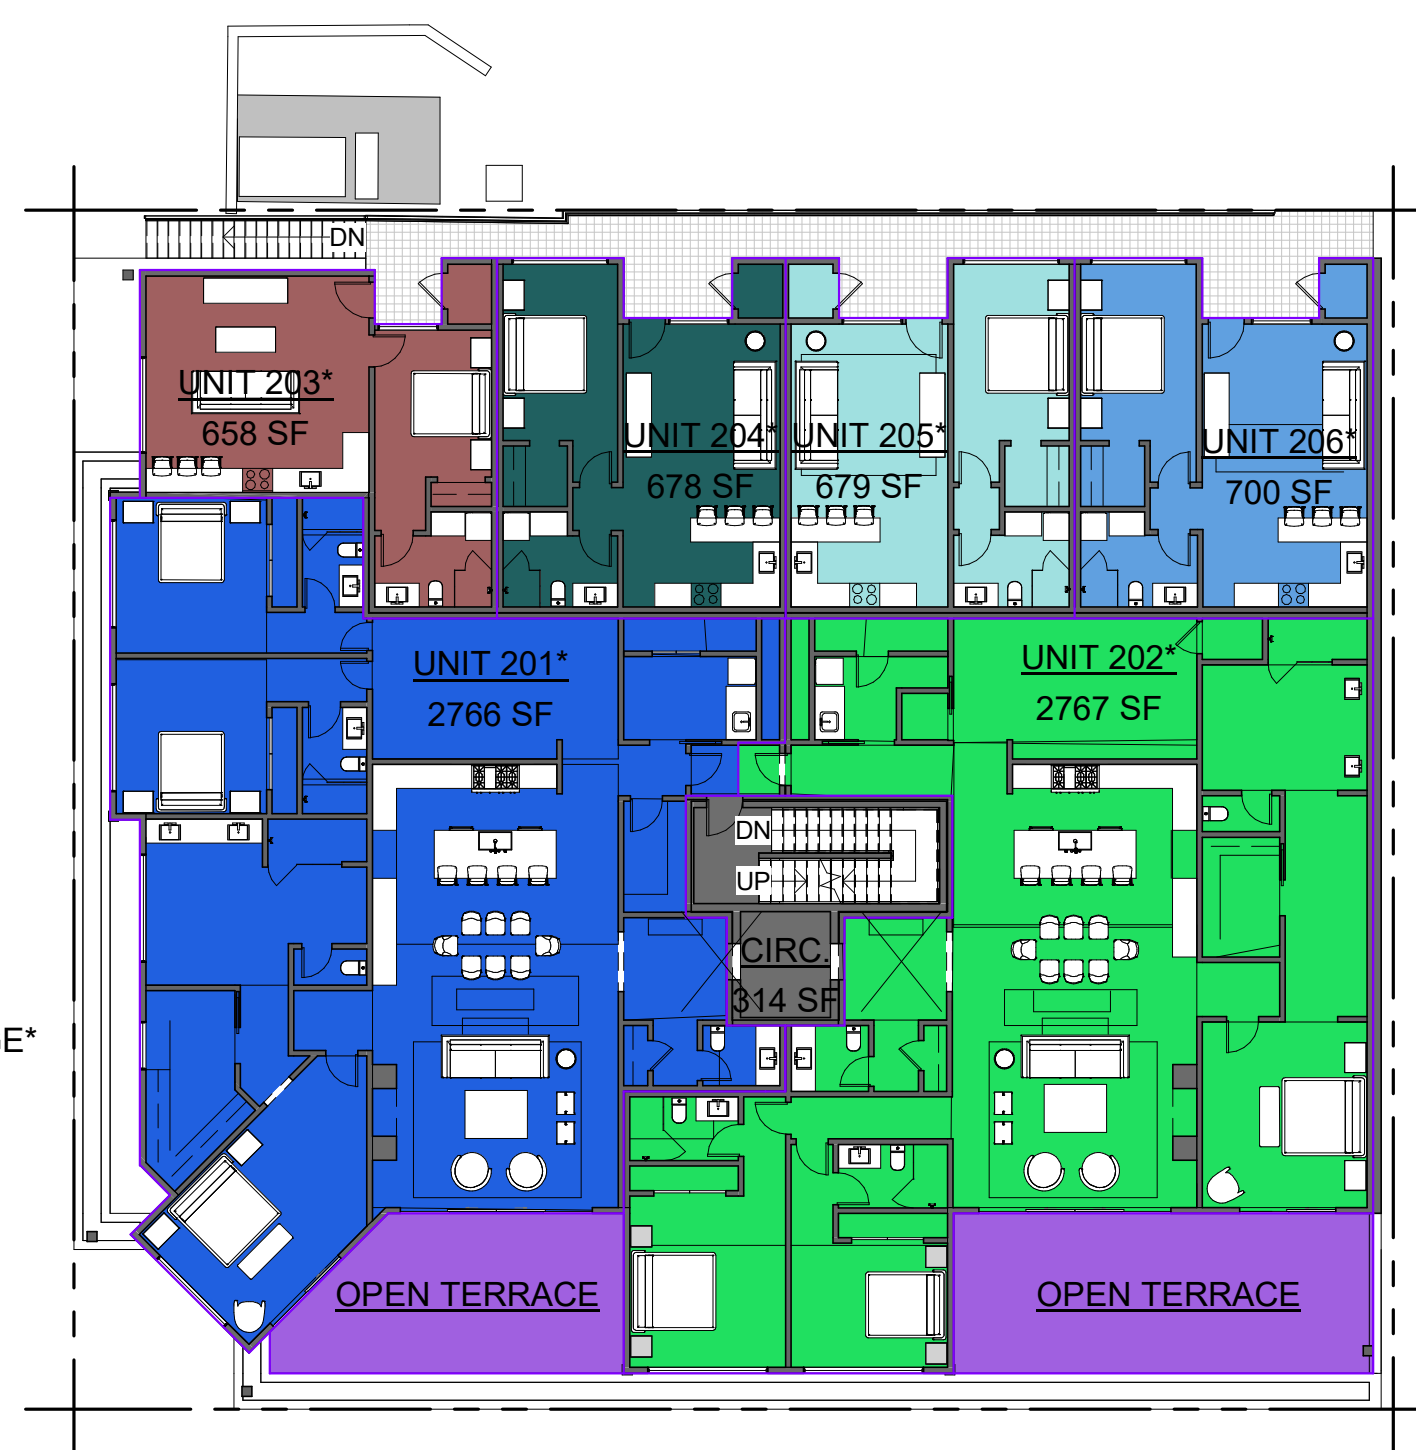 DN
UNIT 203*
658 SF
UNIT 204*
678 SF
UNIT 205*
679 SF
UNIT 206*
700 SF
UNIT 201*
2766 SF
UNIT 202*
2767 SF
DN
UP
CIRC.
314 SF
E*
OPEN TERRACE
OPEN TERRACE